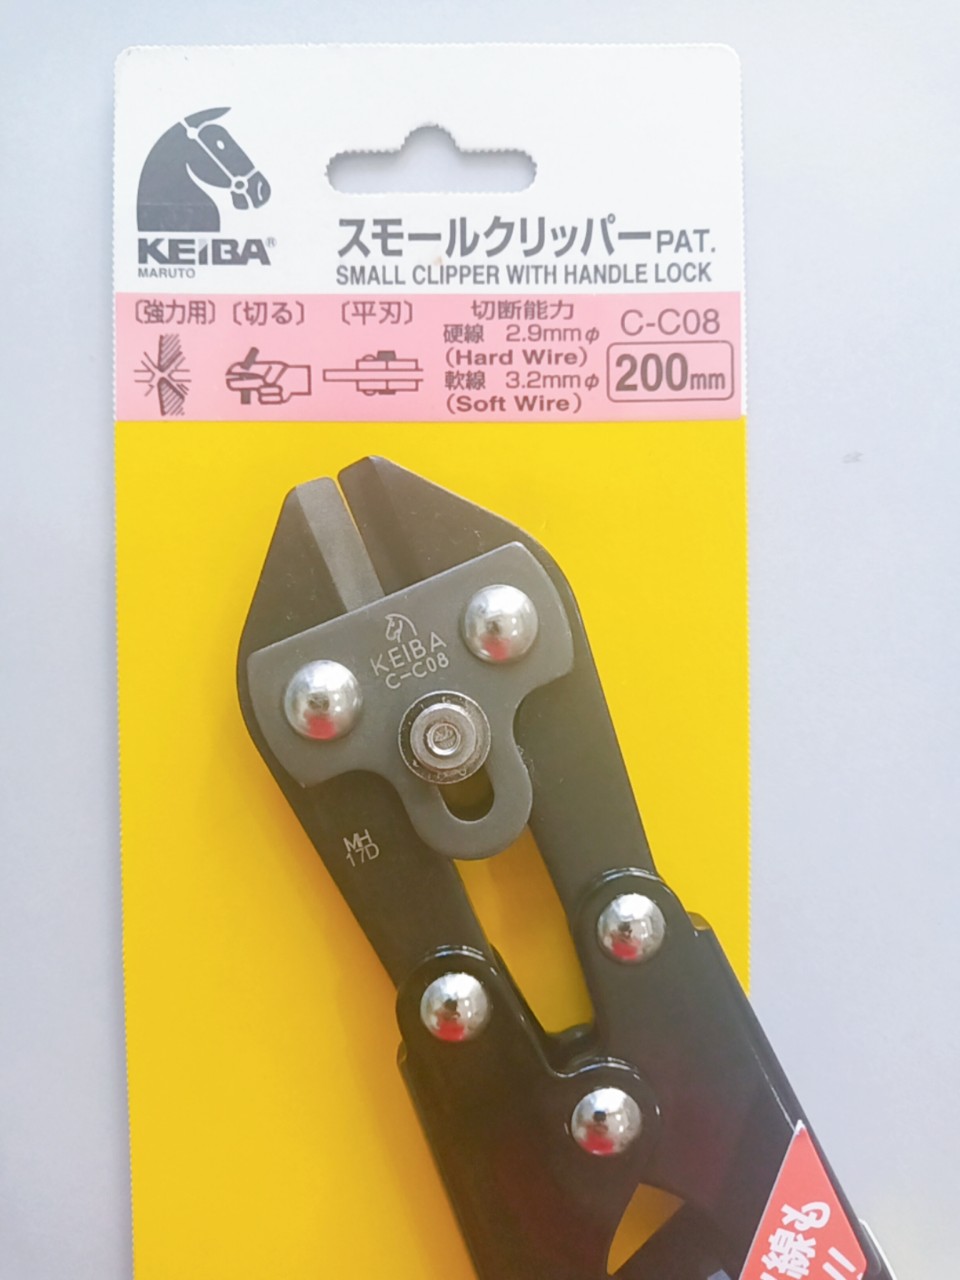 KEIBA®
MARUTO
スモールクリッパーPAT.
SMALL CLIPPER WITH HANDLE LOCK
〔強力用〕〔切る〕〔平刃〕
切断能力
硬線 2.9mmφ
(Hard Wire)
軟線 3.2mmφ
(Soft Wire)
C-C08
200mm
KEIBA
C-C08
MH
17D
線も
!!